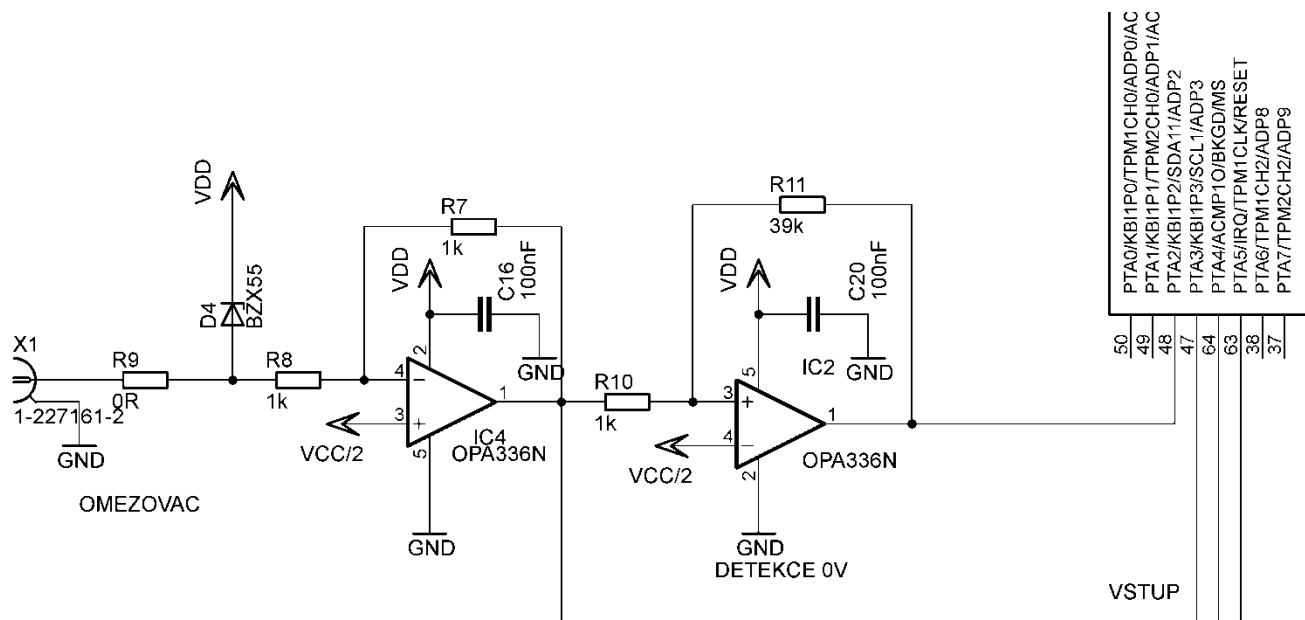 PTA0/KBI1P0/TPM1CH0/ADP0/AC
PTA1/KBI1P1/TPM2CH0/ADP1/AC
PTA2/KBI1P2/SDA11/ADP2
PTA3/KBI1P3/SCL1/ADP3
PTA4/ACMP1O/BKGD/MS
PTA5/IRQ/TPM1CLK/RESET
PTA6/TPM1CH2/ADP8
PTA7/TPM2CH2/ADP9
50
49
48
47
64
63
38
37
VDD
D4
BZX55
X1
1-227161-2
GND
R9
0R
R8
1k
R7
1k
VDD
C16
100nF
GND
2
4
3
1
5
VCC/2
IC4
OPA336N
GND
OMEZOVAC
R10
1k
R11
39k
VDD
C20
100nF
GND
IC2
5
3
4
1
2
VCC/2
OPA336N
GND
DETEKCE 0V
VSTUP